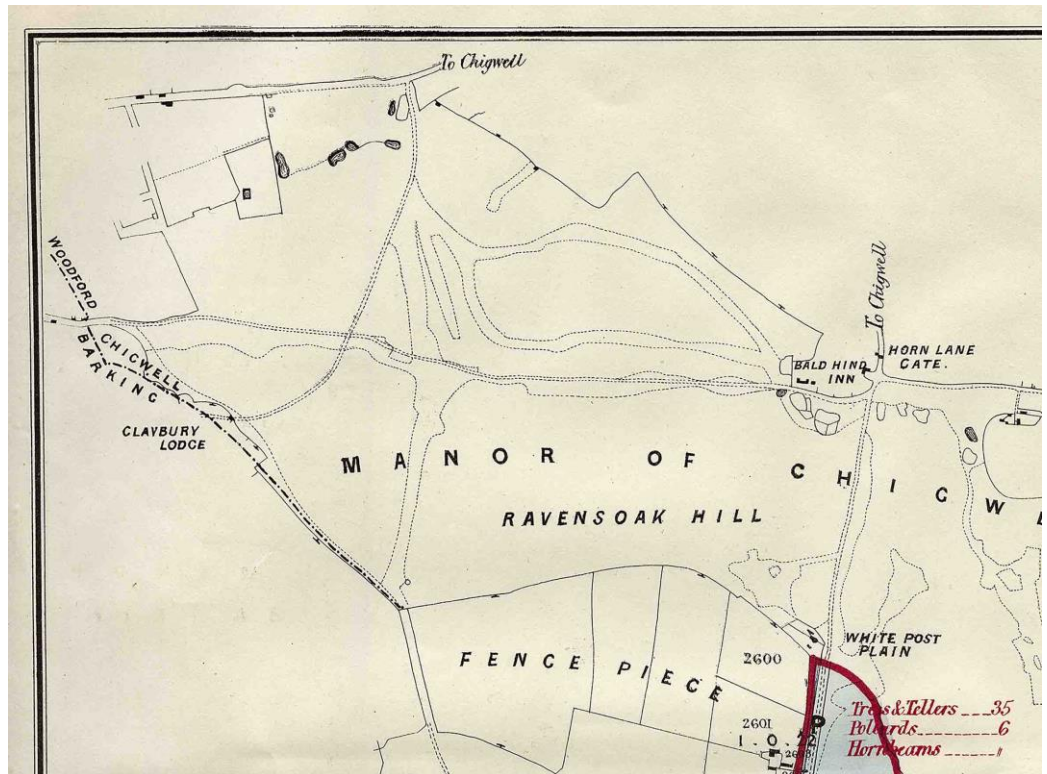 To Chigwell
WOODFORD
To Chigwell
CHIGWELL
BARKING
HORN LANE
GATE.
BALD HIND
INN
CLAYBURY
LODGE
MANOR OF CHIGWE
RAVENSOAK HILL
WHITE POST
PLAIN
FENCE PIECE
2600
2601
Trees & Tellers 35
Pollards 6
Hornbeams "